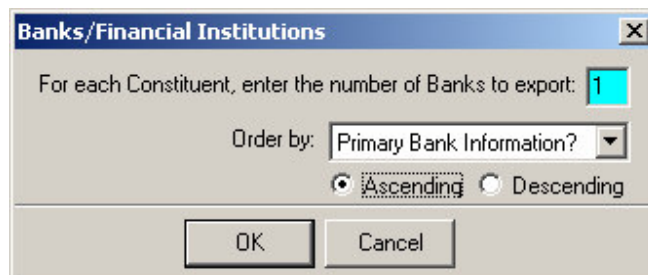 Banks/Financial Institutions
For each Constituent, enter the number of Banks to export: 1
Order by: Primary Bank Information?
Ascending Descending
OK Cancel